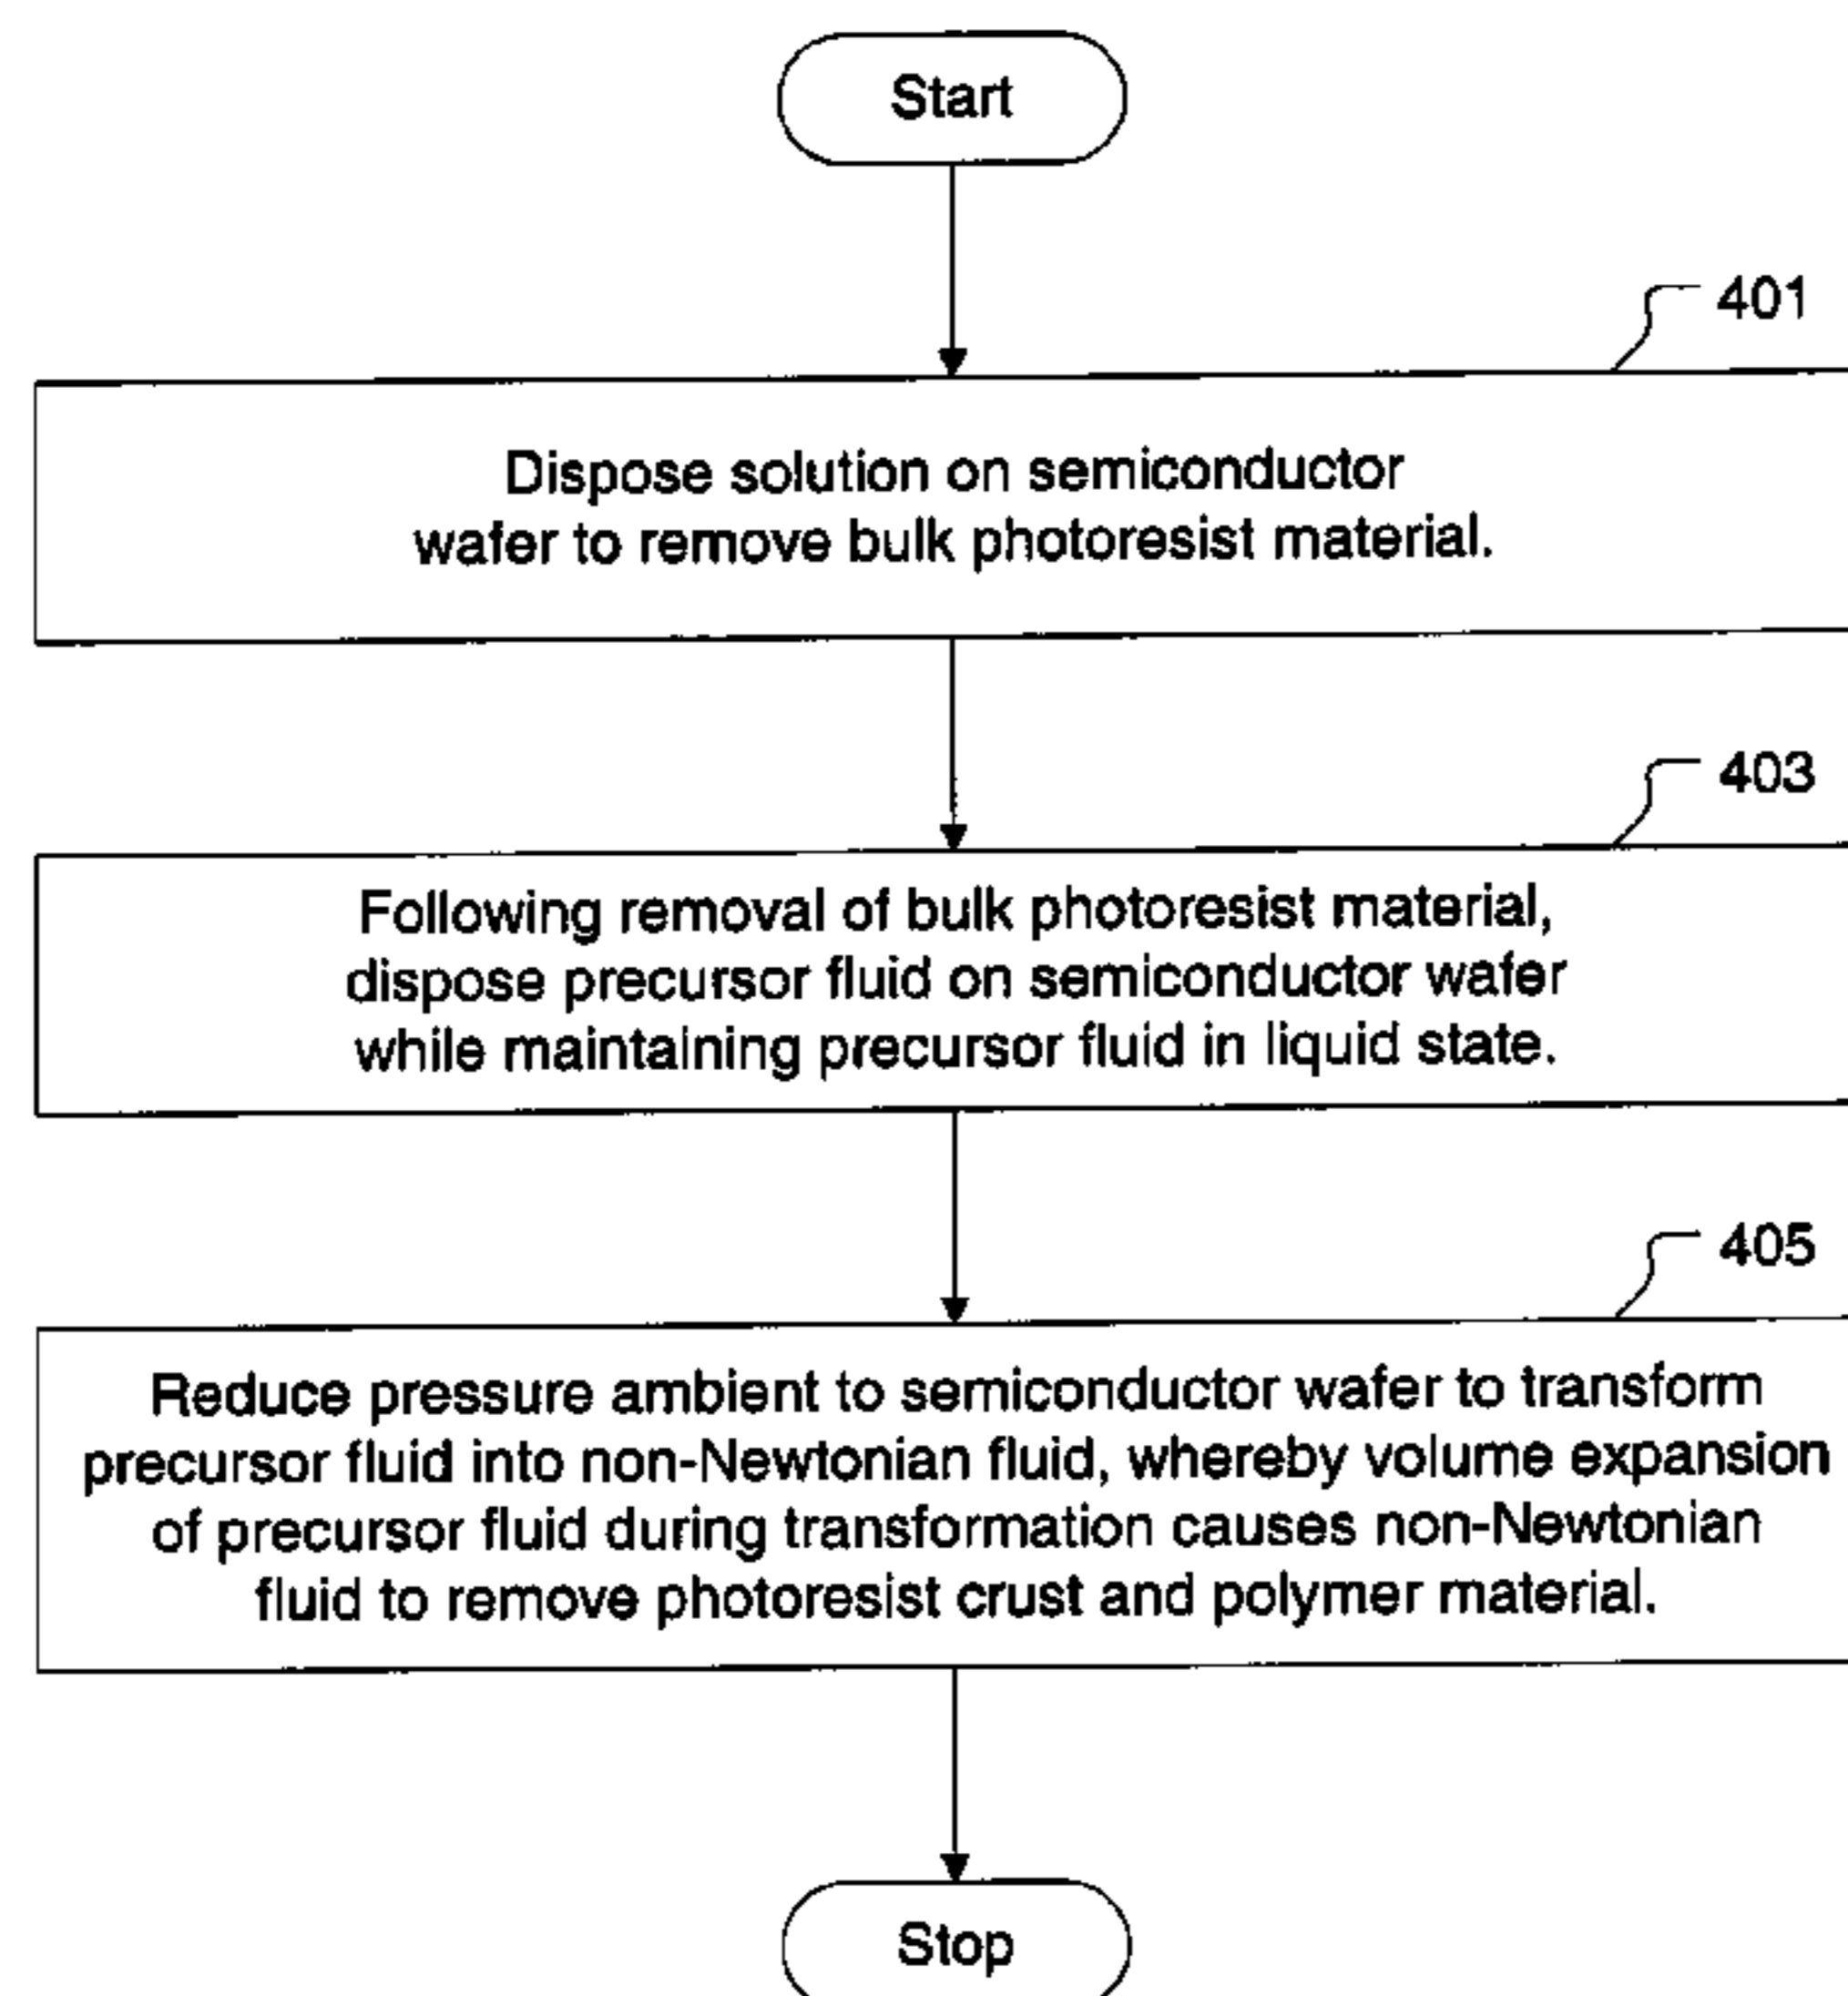 Start
401
Dispose solution on semiconductor
wafer to remove bulk photoresist material.
403
Following removal of bulk photoresist material,
dispose precursor fluid on semiconductor wafer
while maintaining precursor fluid in liquid state.
405
Reduce pressure ambient to semiconductor wafer to transform
precursor fluid into non-Newtonian fluid, whereby volume expansion
of precursor fluid during transformation causes non-Newtonian
fluid to remove photoresist crust and polymer material.
Stop